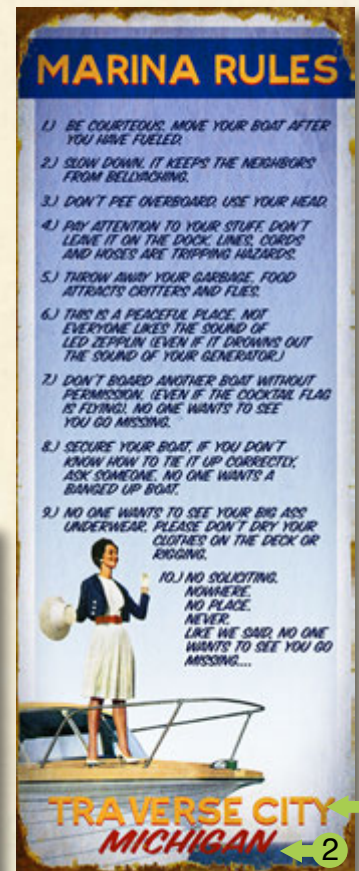 MARINA RULES
1.) BE COURTEOUS. MOVE YOUR BOAT AFTER
YOU HAVE FUELED.
2.) SLOW DOWN. IT KEEPS THE NEIGHBORS
FROM BELLYACHING.
3.) DON'T PEE OVERBOARD. USE YOUR HEAD.
4.) PAY ATTENTION TO YOUR STUFF. DON'T
LEAVE IT ON THE DOCK. LINES, CORDS
AND HOSES ARE TRIPPING HAZARDS.
5.) THROW AWAY YOUR GARBAGE. FOOD
ATTRACTS CRITTERS AND FLIES.
6.) THIS IS A PEACEFUL PLACE. NOT
EVERYONE LIKES THE SOUND OF
LED ZEPPLIN (EVEN IF IT DROWNS OUT
THE SOUND OF YOUR GENERATOR.)
7.) DON'T BOARD ANOTHER BOAT WITHOUT
PERMISSION. (EVEN IF THE COCKTAIL FLAG
IS FLYING). NO ONE WANTS TO SEE
YOU GO MISSING.
8.) SECURE YOUR BOAT. IF YOU DON'T
KNOW HOW TO TIE IT UP CORRECTLY,
ASK SOMEONE. NO ONE WANTS A
BANGED UP BOAT.
9.) NO ONE WANTS TO SEE YOUR BIG ASS
UNDERWEAR. PLEASE DON'T DRY YOUR
CLOTHES ON THE DECK OR
RIGGING.
10.) NO SOLICITING.
NOWHERE.
NO PLACE.
NEVER.
LIKE WE SAID, NO ONE
WANTS TO SEE YOU GO
MISSING....
TRAVERSE CITY
MICHIGAN
2